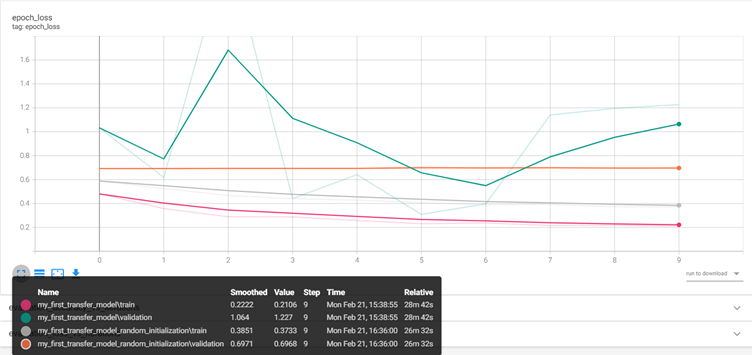 epoch_loss
tag: epoch_loss
1.6
1.4
1.2
1
0.8
0.6
0.4
0.2
0 1 2 3 4 5 6 7 8 9
run to download
Name Smoothed Value Step Time Relative
my_first_transfer_model\train 0.2222 0.2106 9 Mon Feb 21, 15:38:55 28m 42s
my_first_transfer_model\validation 1.064 1.227 9 Mon Feb 21, 15:38:55 28m 42s
my_first_transfer_model_random_initialization\train 0.3851 0.3733 9 Mon Feb 21, 16:36:00 26m 32s
my_first_transfer_model_random_initialization\validation 0.6971 0.6968 9 Mon Feb 21, 16:36:00 26m 32s